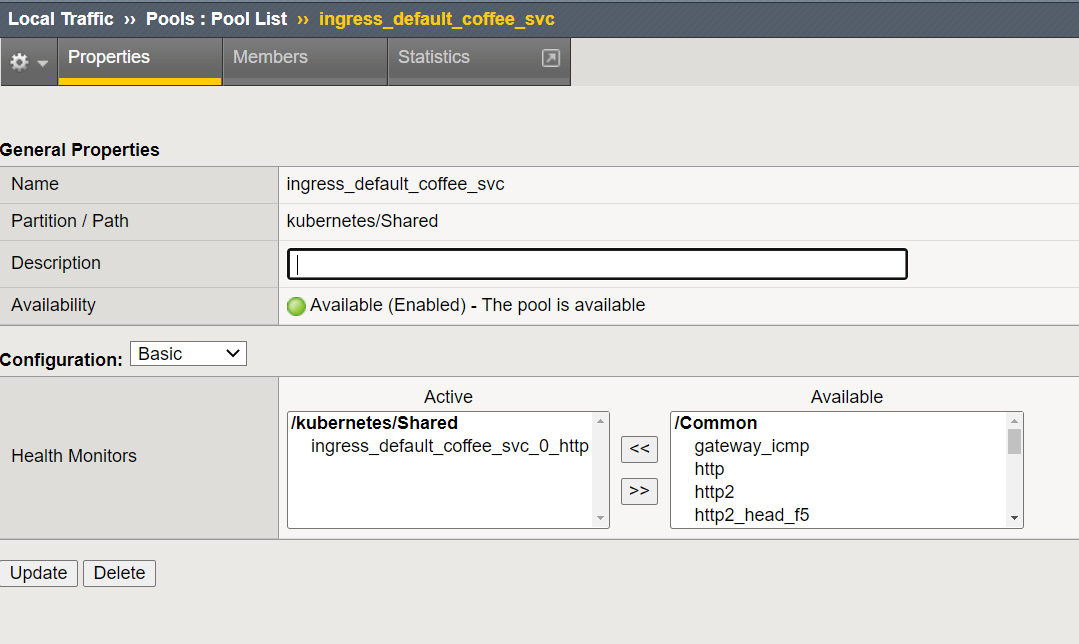 Local Traffic ›› Pools : Pool List ›› ingress_default_coffee_svc
Properties Members Statistics
General Properties
Name ingress_default_coffee_svc
Partition / Path kubernetes/Shared
Description
Availability Available (Enabled) - The pool is available
Configuration: Basic
Active Available
Health Monitors
/kubernetes/Shared
ingress_default_coffee_svc_0_http
<<
>>
/Common
gateway_icmp
http
http2
http2_head_f5
Update Delete